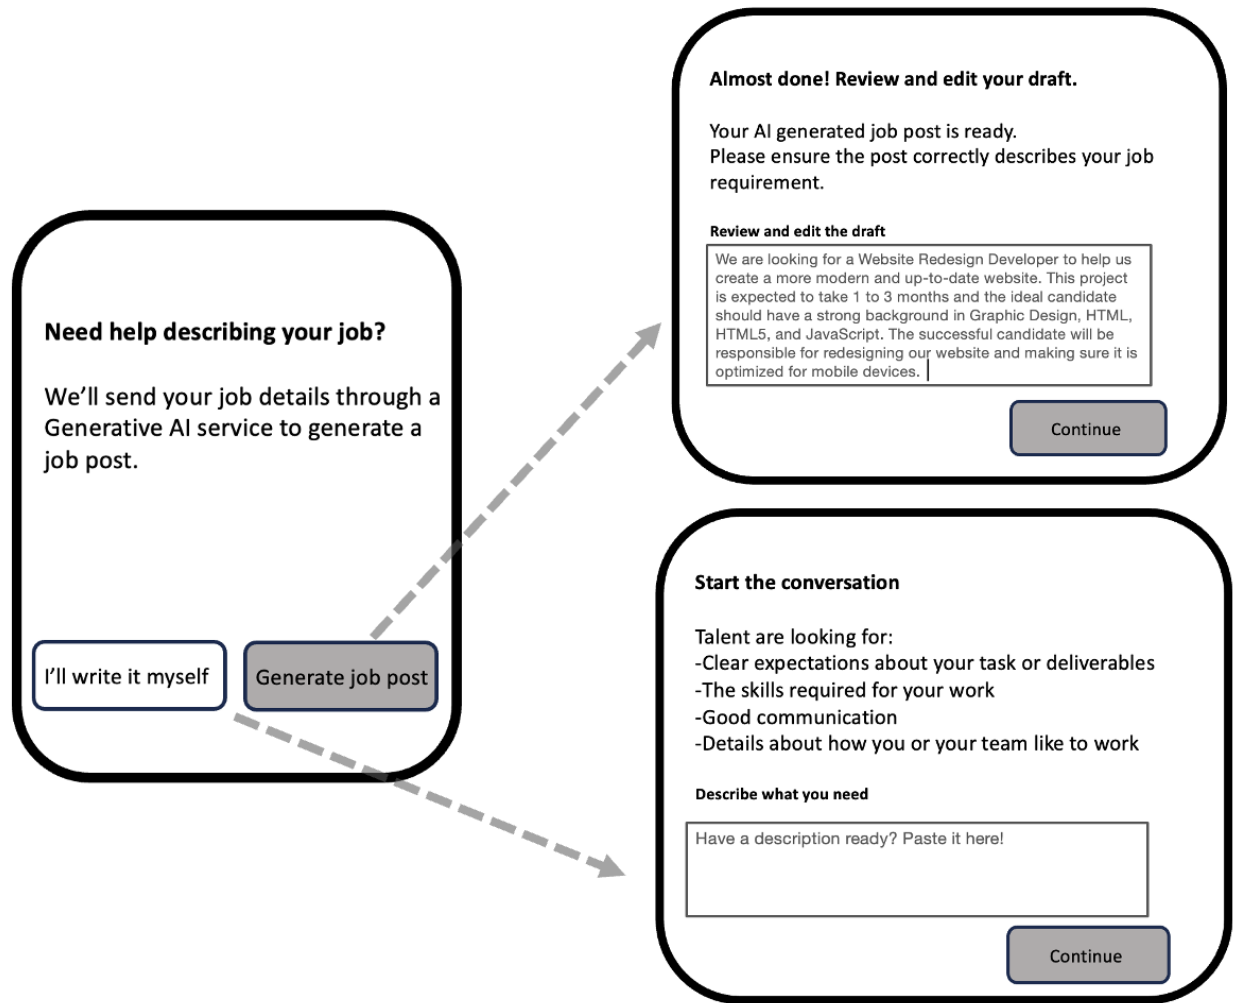 Need help describing your job?
We’ll send your job details through a
Generative AI service to generate a
job post.
I’ll write it myself
Generate job post
Almost done! Review and edit your draft.
Your AI generated job post is ready.
Please ensure the post correctly describes your job
requirement.
Review and edit the draft
We are looking for a Website Redesign Developer to help us
create a more modern and up-to-date website. This project
is expected to take 1 to 3 months and the ideal candidate
should have a strong background in Graphic Design, HTML,
HTML5, and JavaScript. The successful candidate will be
responsible for redesigning our website and making sure it is
optimized for mobile devices.
Continue
Start the conversation
Talent are looking for:
-Clear expectations about your task or deliverables
-The skills required for your work
-Good communication
-Details about how you or your team like to work
Describe what you need
Have a description ready? Paste it here!
Continue